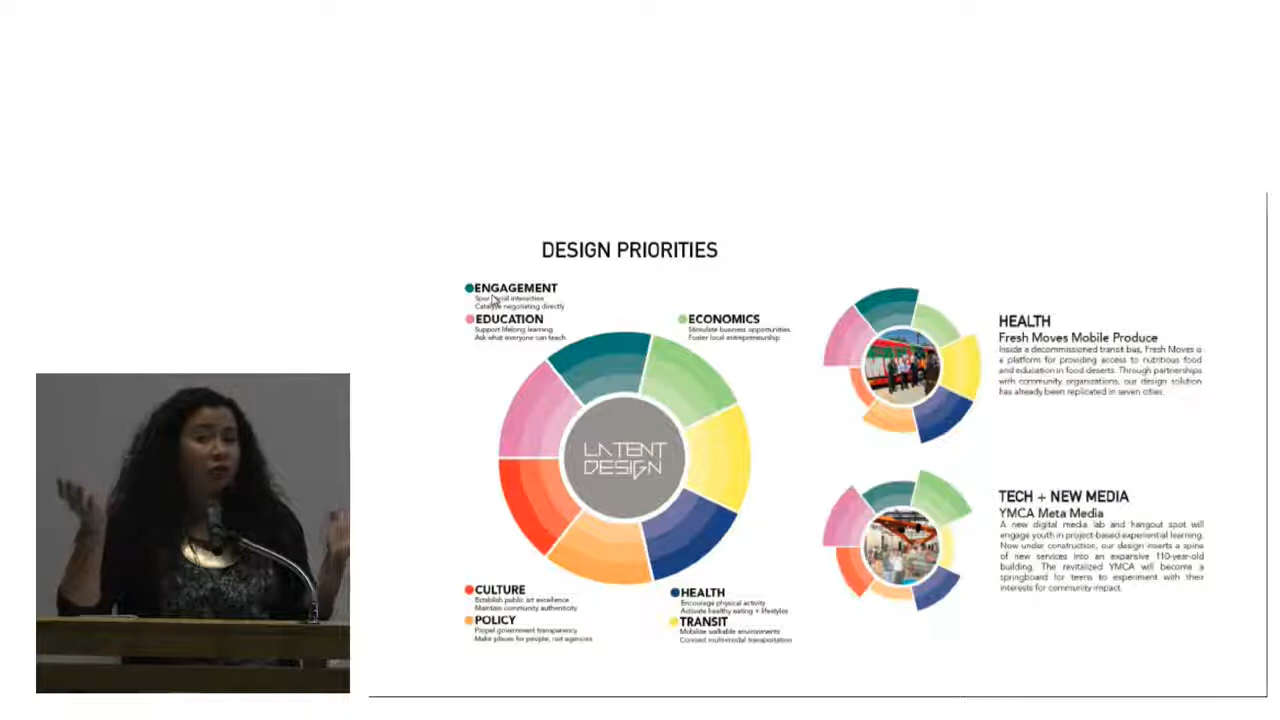 DESIGN PRIORITIES
ENGAGEMENT
Spur social interaction
Catalyze negotiating directly
EDUCATION
Support lifelong learning
Ask what everyone can teach
ECONOMICS
Stimulate business opportunities
Foster local entrepreneurship
LATENT
DESIGN
CULTURE
Establish public art excellence
Maintain community authenticity
POLICY
Propel government transparency
Make places for people, not agencies
HEALTH
Encourage physical activity
Activate healthy eating + lifestyles
TRANSIT
Mobilize walkable environments
Connect multi-modal transportation
HEALTH
Fresh Moves Mobile Produce
Inside a decommissioned transit bus, Fresh Moves is
a platform for providing access to nutritious food
and education in food deserts. Through partnerships
with community organizations, our design solution
has already been replicated in seven cities.
TECH + NEW MEDIA
YMCA Meta Media
A new digital media lab and hangout spot will
engage youth in project-based experiential learning.
Now under construction, our design inserts a spine
of new services into an expansive 110-year-old
building. The revitalized YMCA will become a
springboard for teens to experiment with their
interests for community impact.